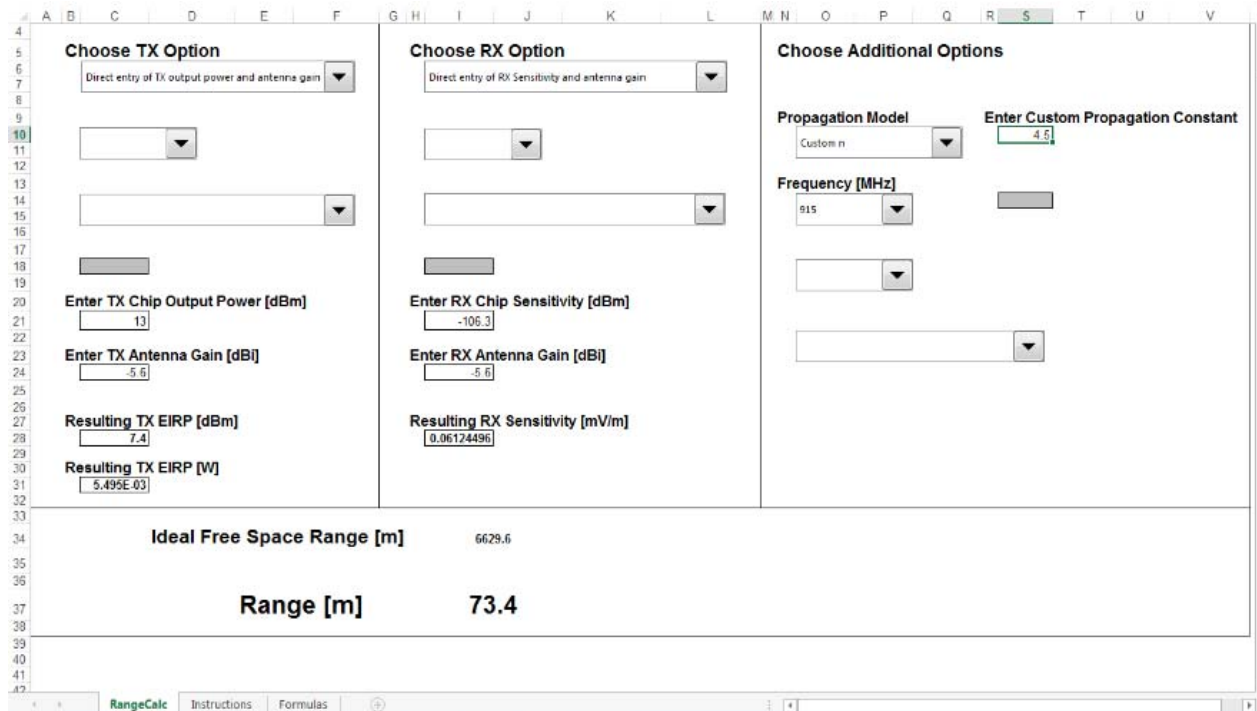 A B C D E F G H I J K L M N O P Q R S T U V
4
5 Choose TX Option Choose RX Option Choose Additional Options
6 Direct entry of TX output power and antenna gain Direct entry of RX Sensitivity and antenna gain
7
8
9 Propagation Model Enter Custom Propagation Constant
10 4.5
11 Custom n
12
13 Frequency [MHz]
14
15 915
16
17
18
19
20 Enter TX Chip Output Power [dBm] Enter RX Chip Sensitivity [dBm]
21 13 -106.3
22
23 Enter TX Antenna Gain [dBi] Enter RX Antenna Gain [dBi]
24 -5.6 -5.6
25
26
27 Resulting TX EIRP [dBm] Resulting RX Sensitivity [mV/m]
28 7.4 0.06124496
29
30 Resulting TX EIRP [W]
31 5.495E-03
32
33
34 Ideal Free Space Range [m] 6629.6
35
36
37 Range [m] 73.4
38
39
40
41
42
RangeCalc Instructions Formulas